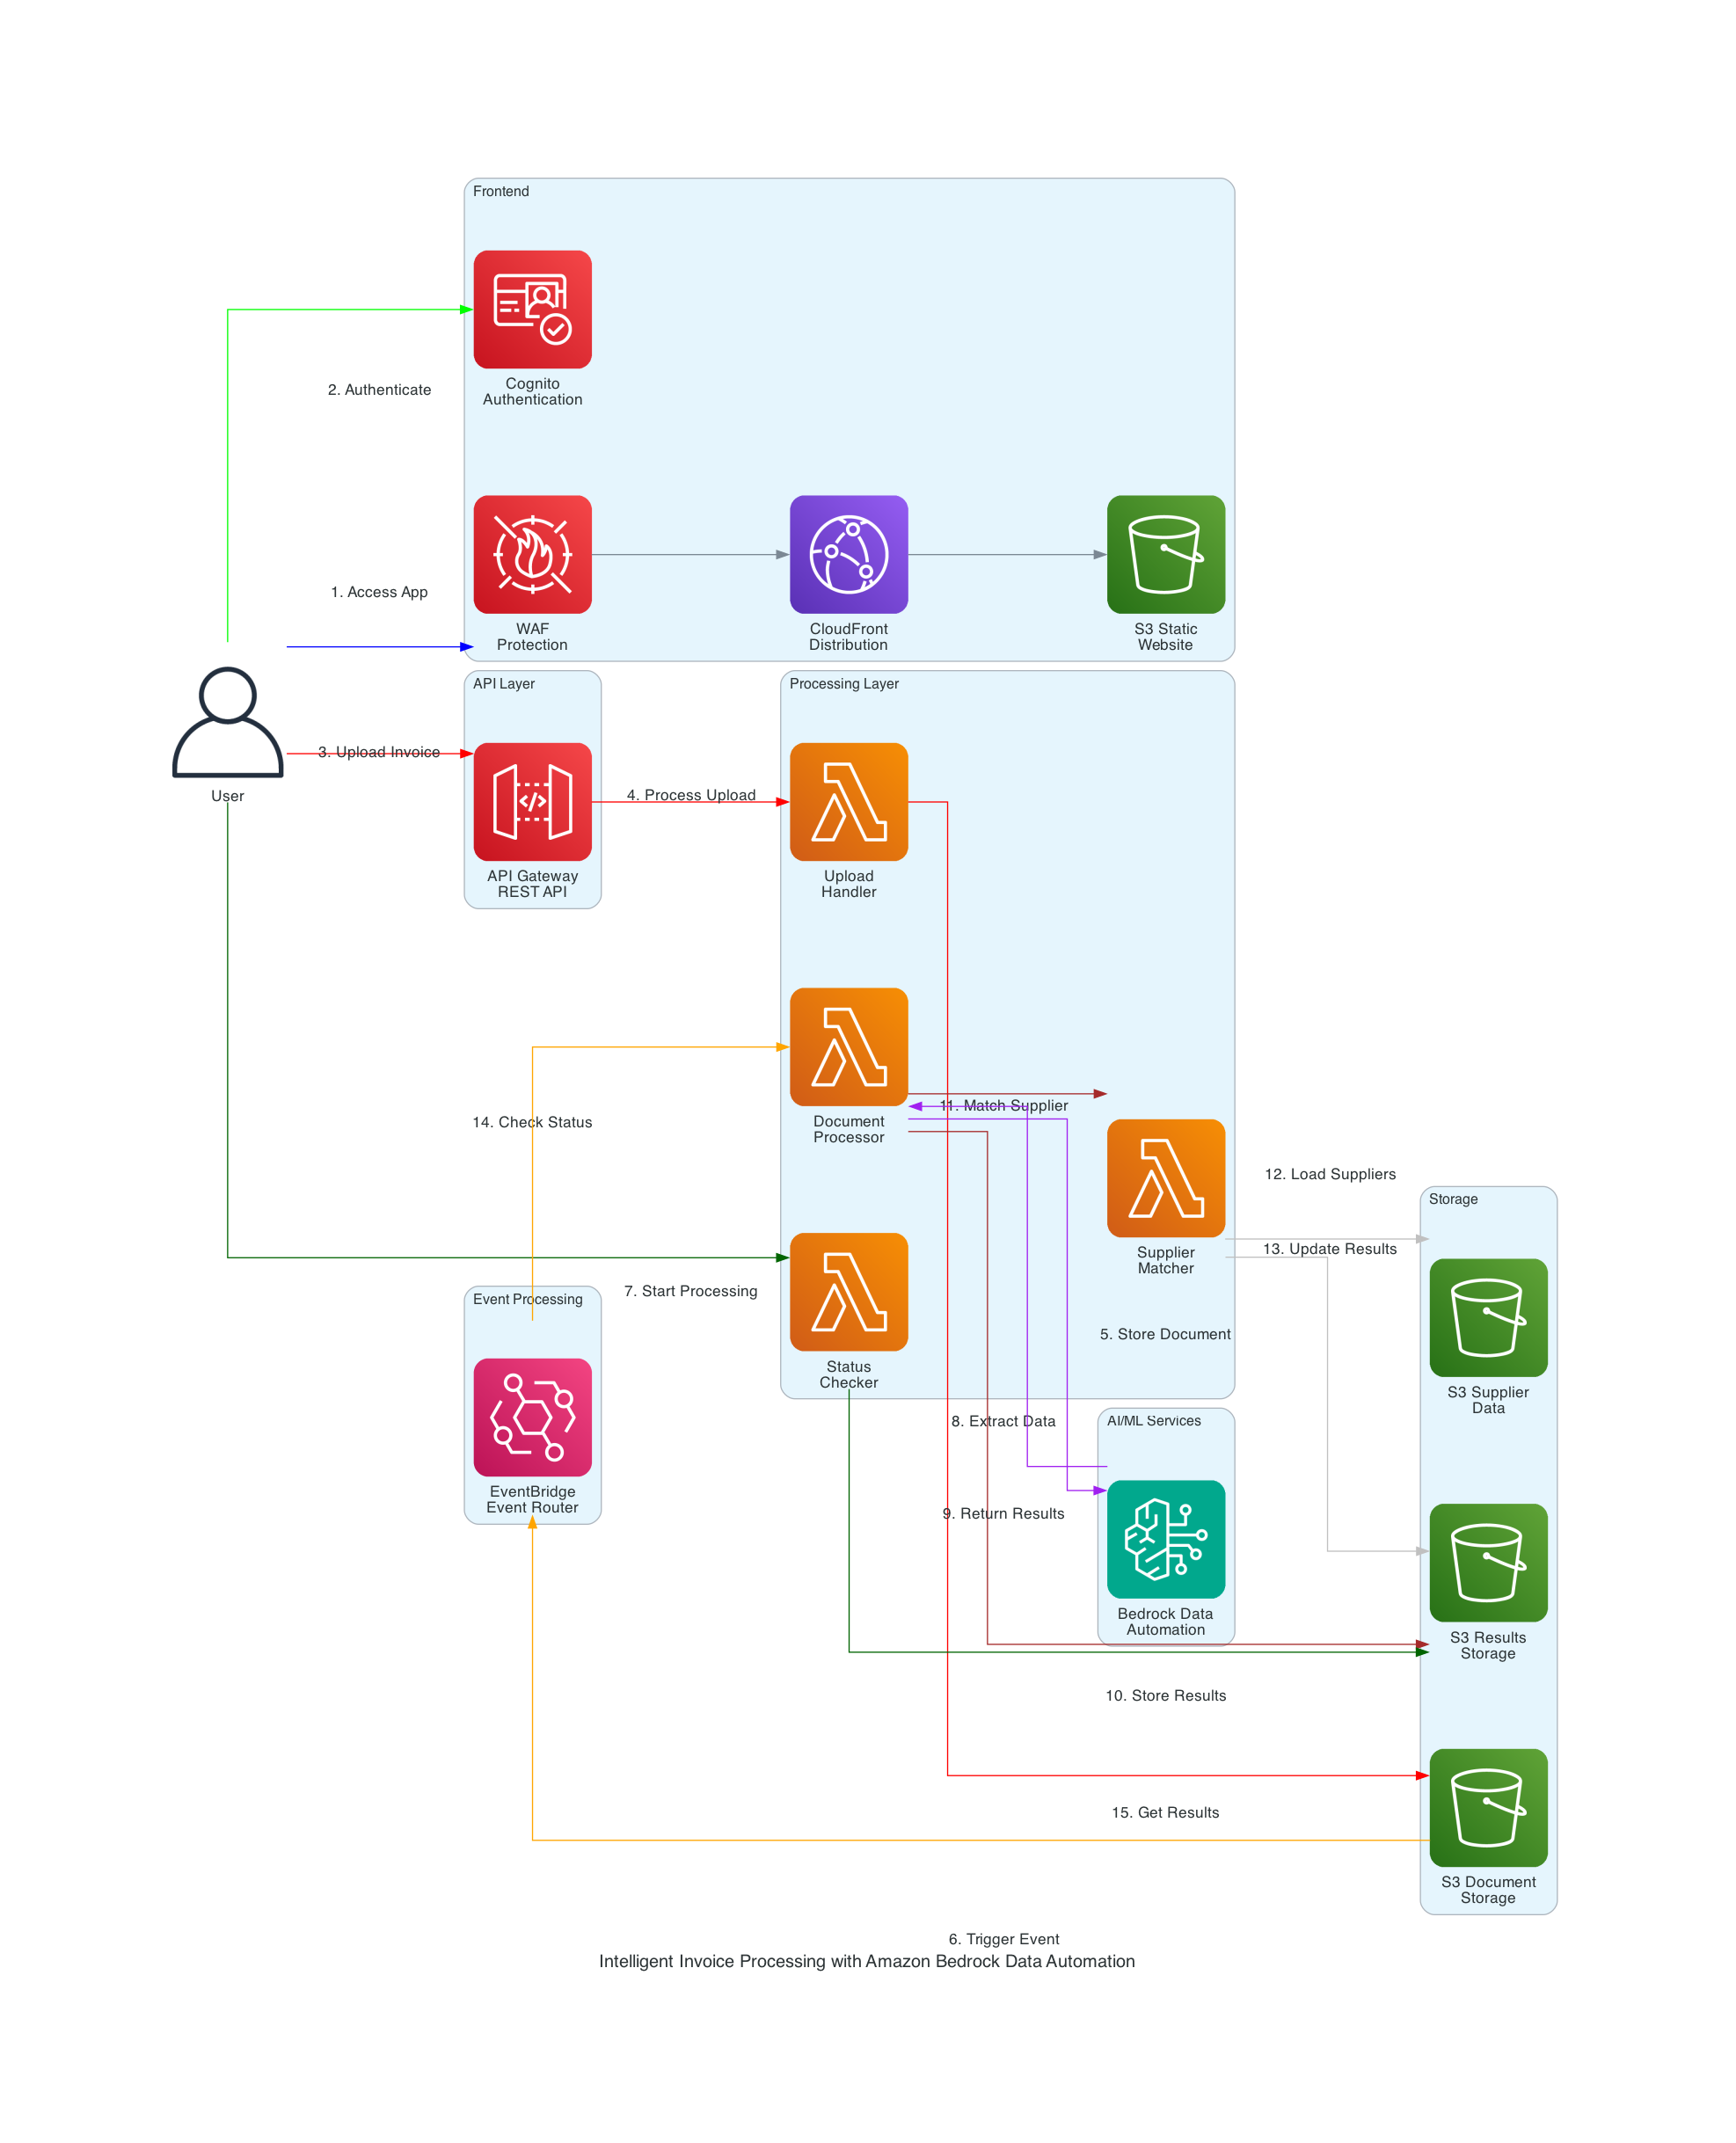 Frontend
Cognito
Authentication
2. Authenticate
1. Access App
WAF
Protection
CloudFront
Distribution
S3 Static
Website
API Layer
Processing Layer
3. Upload Invoice
User
4. Process Upload
API Gateway
REST API
Upload
Handler
14. Check Status
Document
Processor
11. Match Supplier
12. Load Suppliers
Storage
Supplier
Matcher
13. Update Results
7. Start Processing
Event Processing
5. Store Document
Status
Checker
S3 Supplier
Data
8. Extract Data
AI/ML Services
EventBridge
Event Router
9. Return Results
Bedrock Data
Automation
S3 Results
Storage
10. Store Results
15. Get Results
S3 Document
Storage
6. Trigger Event
Intelligent Invoice Processing with Amazon Bedrock Data Automation